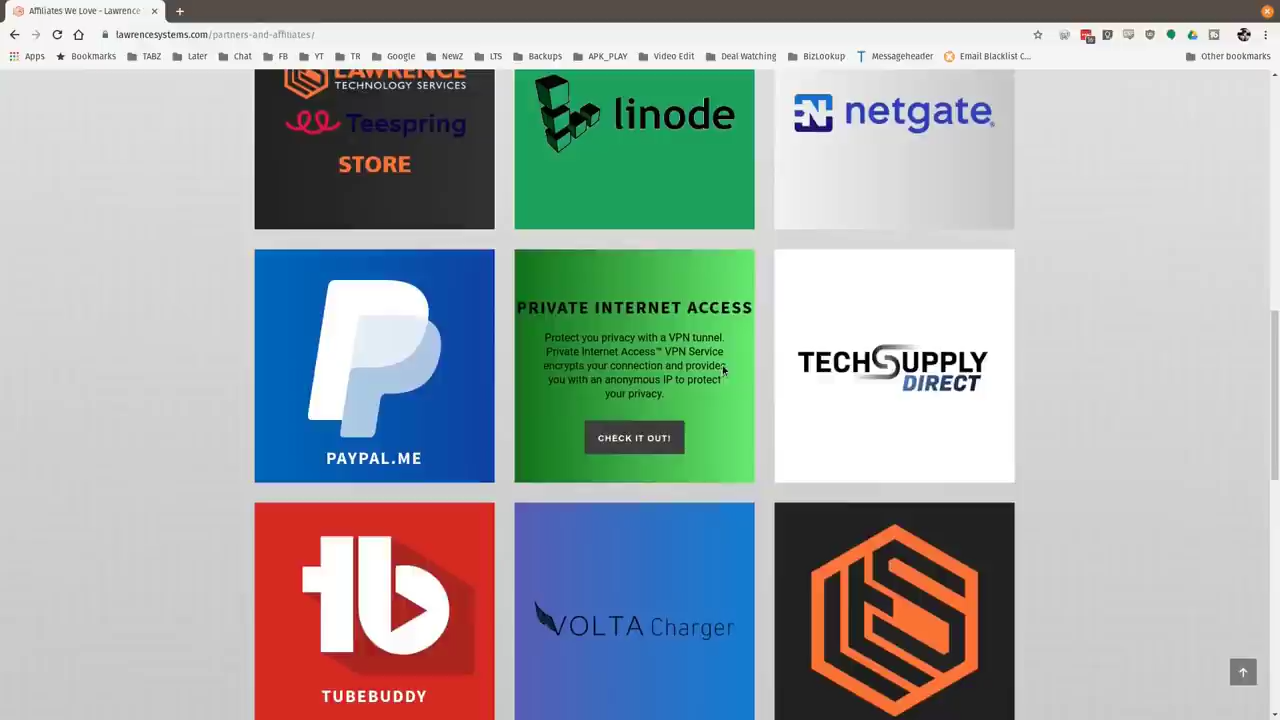 Affiliates We Love - Lawrence
lawrencesystems.com/partners-and-affiliates/
Apps
Bookmarks
TABZ
Later
Chat
FB
YT
TR
Google
NewZ
LTS
Backups
APK_PLAY
Video Edit
Deal Watching
BizLookup
Messageheader
Email Blacklist C...
Other bookmarks
LAWRENCE
TECHNOLOGY SERVICES
Teespring
STORE
linode
netgate
PAYPAL.ME
PRIVATE INTERNET ACCESS
Protect you privacy with a VPN tunnel.
Private Internet Access™ VPN Service
encrypts your connection and provides
you with an anonymous IP to protect
your privacy.
CHECK IT OUT!
TECHSUPPLY
DIRECT
tb
TUBEBUDDY
VOLTA Charger